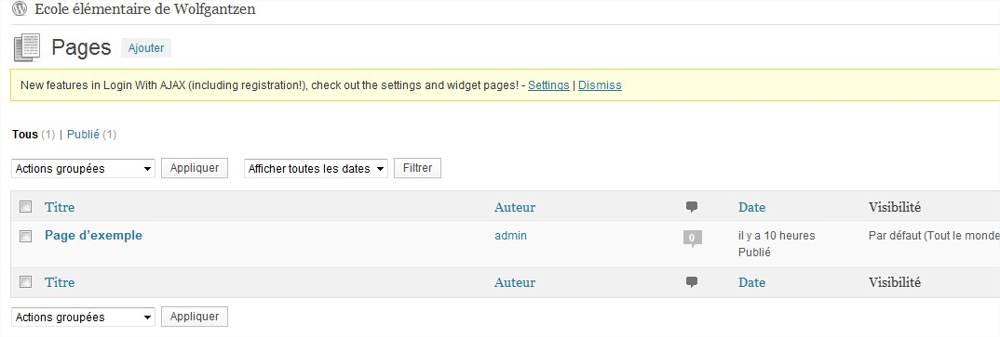 Ecole élémentaire de Wolfgantzen
Pages Ajouter
New features in Login With AJAX (including registration!), check out the settings and widget pages! - Settings | Dismiss
Tous (1) | Publié (1)
Actions groupées Appliquer Afficher toutes les dates Filtrer
Titre Auteur Date Visibilité
Page d’exemple admin 0 il y a 10 heures Par défaut (Tout le monde
Publié
Titre Auteur Date Visibilité
Actions groupées Appliquer